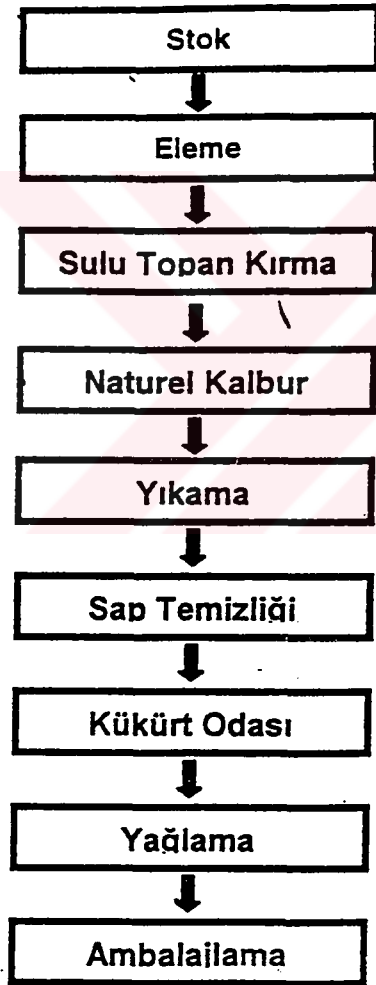 Stok
Eleme
Sulu Topan Kırma
Naturel Kalbur
Yıkama
Sap Temizliği
Kükürt Odası
Yağlama
Ambalajlama